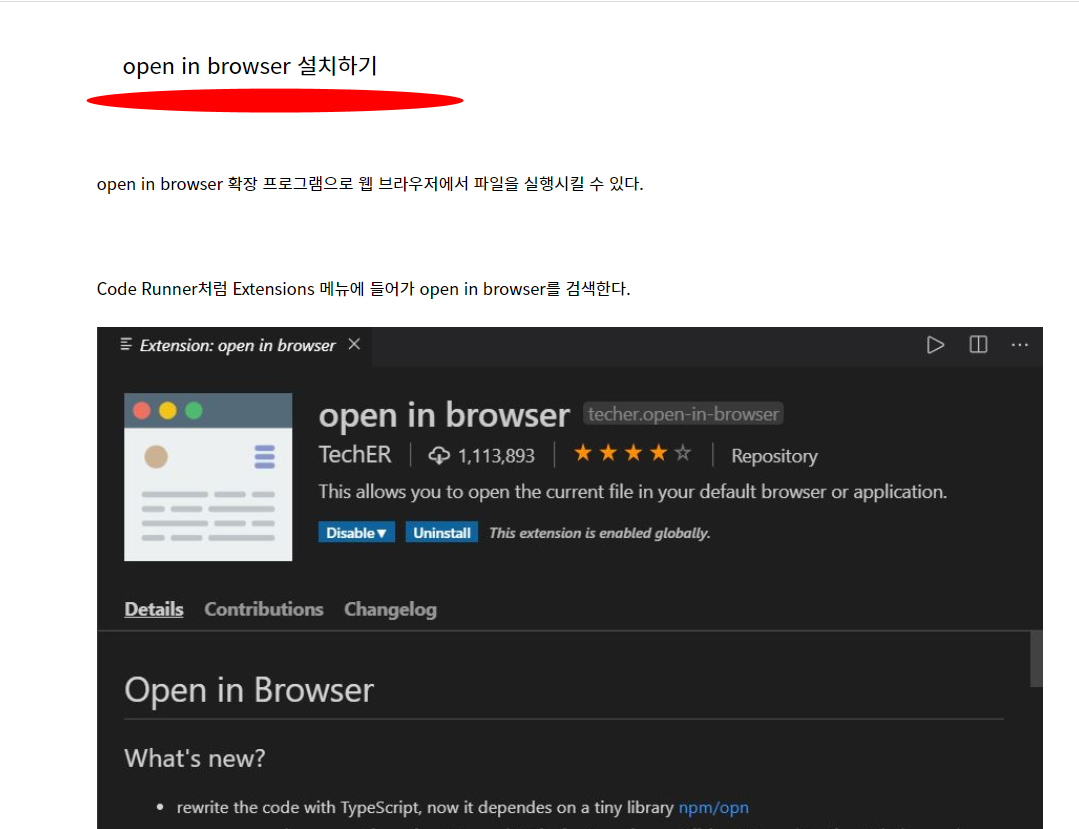 open in browser 설치하기
open in browser 확장 프로그램으로 웹 브라우저에서 파일을 실행시킬 수 있다.
Code Runner처럼 Extensions 메뉴에 들어가 open in browser를 검색한다.
Extension: open in browser
open in browser techer.open-in-browser
TechER 1,113,893 Repository
This allows you to open the current file in your default browser or application.
Disable Uninstall This extension is enabled globally.
Details Contributions Changelog
Open in Browser
What's new?
• rewrite the code with TypeScript, now it dependes on a tiny library npm/opn